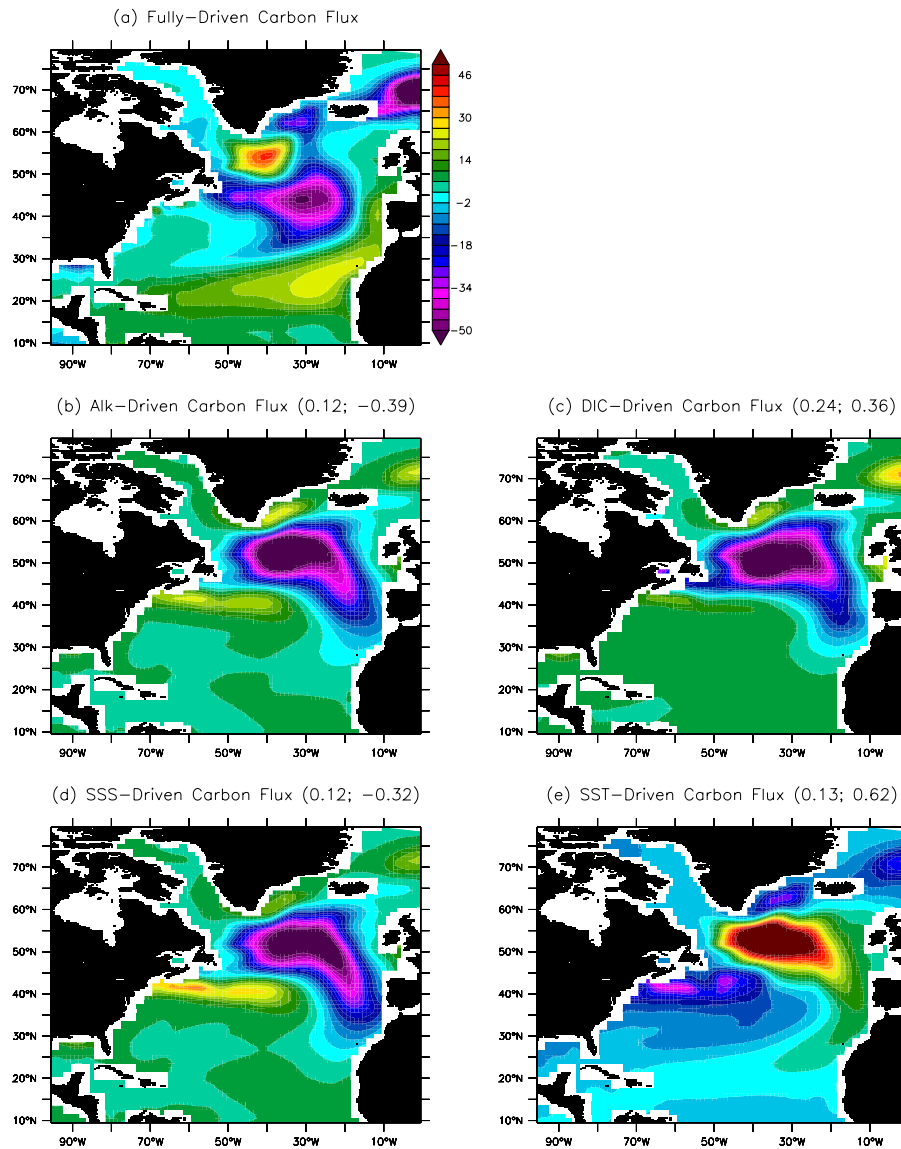 (a) Fully-Driven Carbon Flux
70°N
60°N
50°N
40°N
30°N
20°N
10°N
90°W 70°W 50°W 30°W 10°W
46
30
14
-2
-18
-34
-50
(b) Alk-Driven Carbon Flux (0.12; -0.39)
70°N
60°N
50°N
40°N
30°N
20°N
10°N
90°W 70°W 50°W 30°W 10°W
(c) DIC-Driven Carbon Flux (0.24; 0.36)
70°N
60°N
50°N
40°N
30°N
20°N
10°N
90°W 70°W 50°W 30°W 10°W
(d) SSS-Driven Carbon Flux (0.12; -0.32)
70°N
60°N
50°N
40°N
30°N
20°N
10°N
90°W 70°W 50°W 30°W 10°W
(e) SST-Driven Carbon Flux (0.13; 0.62)
70°N
60°N
50°N
40°N
30°N
20°N
10°N
90°W 70°W 50°W 30°W 10°W